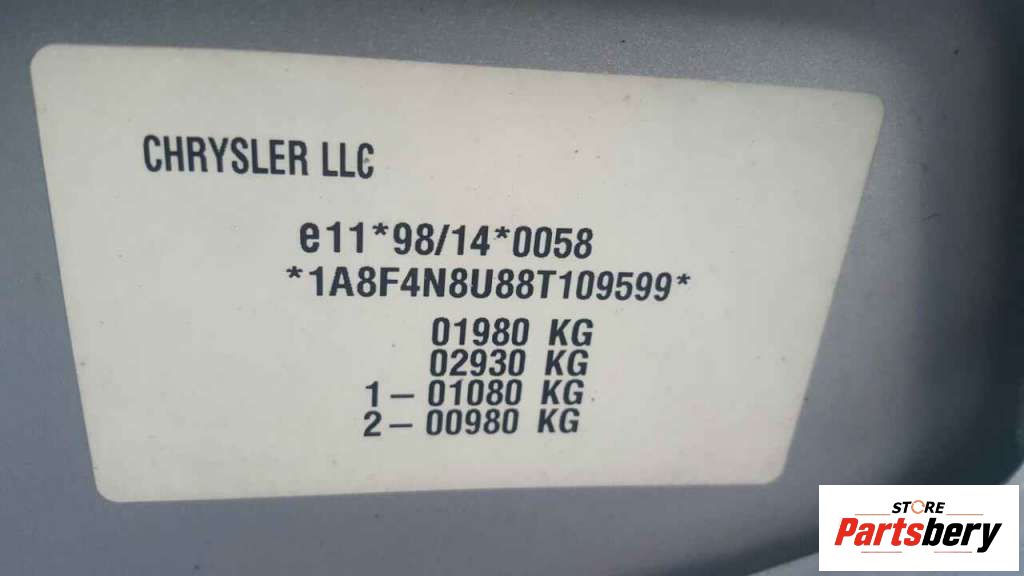 CHRYSLER LLC
e11*98/14*0058
*1A8F4N8U88T109599*
01980 KG
02930 KG
1– 01080 KG
2– 00980 KG
STORE
Partsbery